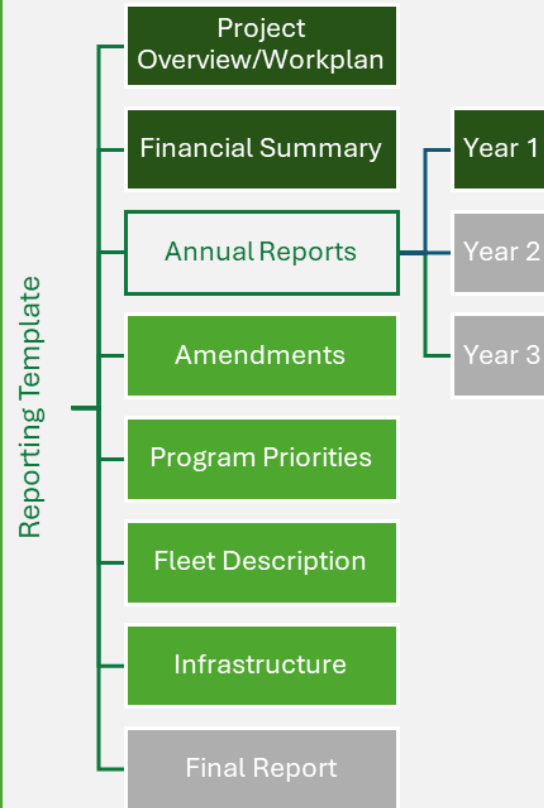 Reporting Template
Project
Overview/Workplan
Financial Summary
Annual Reports
Year 1
Year 2
Year 3
Amendments
Program Priorities
Fleet Description
Infrastructure
Final Report